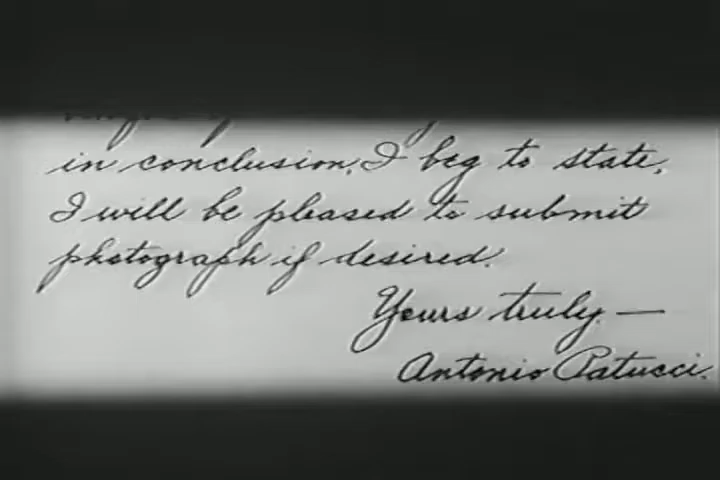 in conclusion, I beg to state,
I will be pleased to submit
photograph if desired.
Yours truly —
Antonio Patucci.